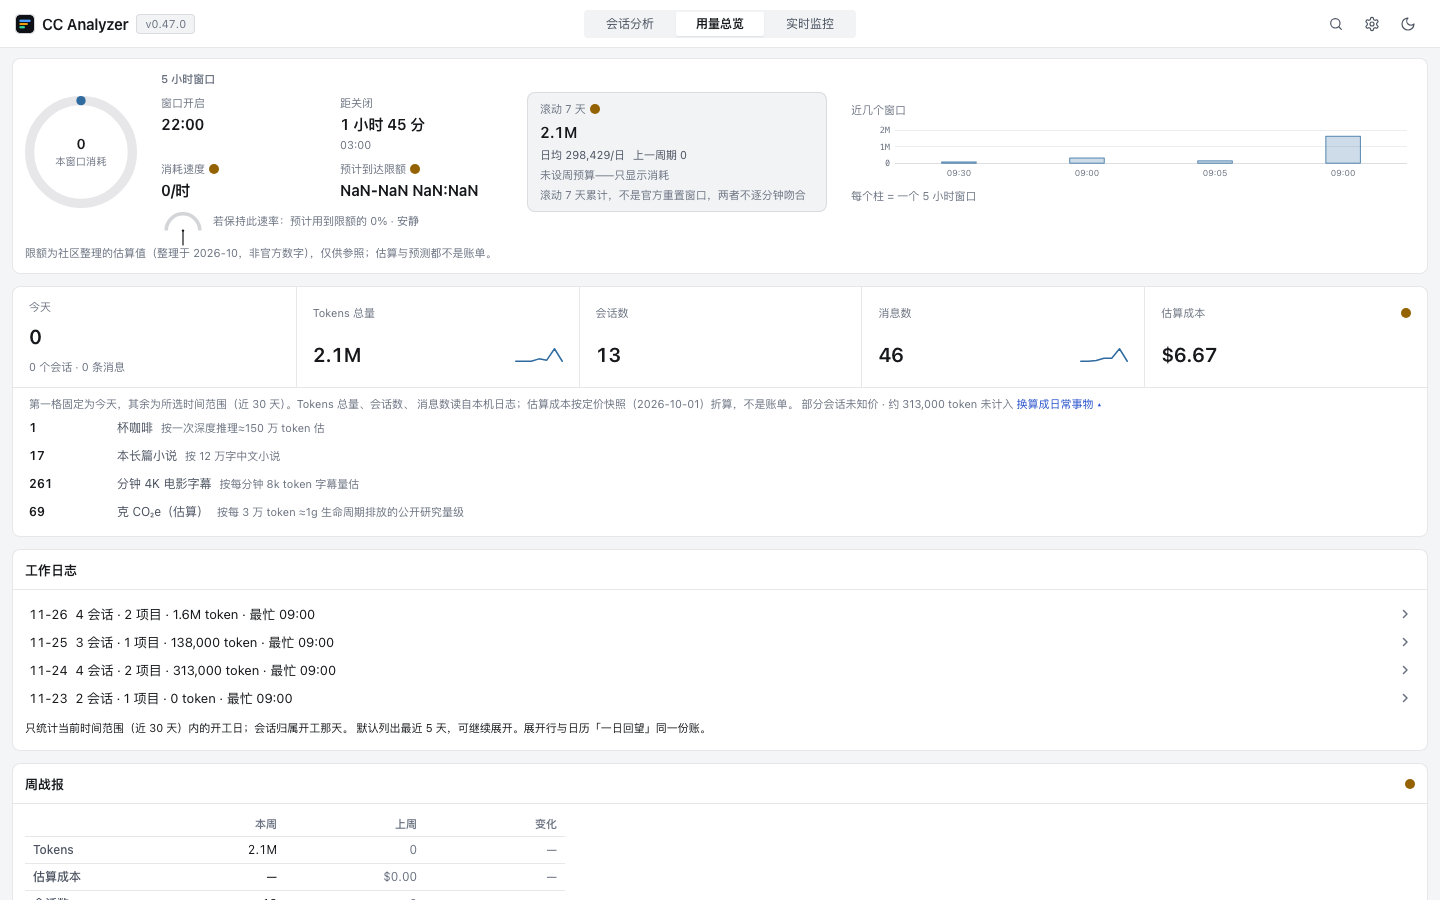 CC Analyzer v0.47.0
会话分析 用量总览 实时监控
0
本窗口消耗
5 小时窗口
窗口开启
22:00
距关闭
1 小时 45 分
03:00
消耗速度
0/时
预计到达限额
NaN-NaN NaN:NaN
若保持此速率：预计用到限额的 0% · 安静
限额为社区整理的估算值（整理于 2026-10，非官方数字），仅供参照；估算与预测都不是账单。
滚动 7 天
2.1M
日均 298,429/日 上一周期 0
未设周预算——只显示消耗
滚动 7 天累计，不是官方重置窗口，两者不逐分钟吻合
近几个窗口
2M
1M
0
09:30 09:00 09:05 09:00
每个柱 = 一个 5 小时窗口
今天
0
0 个会话 · 0 条消息
Tokens 总量
2.1M
会话数
13
消息数
46
估算成本
$6.67
第一格固定为今天，其余为所选时间范围（近 30 天）。Tokens 总量、会话数、 消息数读自本机日志；估算成本按定价快照（2026-10-01）折算，不是账单。 部分会话未知价 · 约 313,000 token 未计入 换算成日常事物
1 杯咖啡 按一次深度推理≈150 万 token 估
17 本长篇小说 按 12 万字中文小说
261 分钟 4K 电影字幕 按每分钟 8k token 字幕量估
69 克 CO₂e（估算） 按每 3 万 token ≈1g 生命周期排放的公开研究量级
工作日志
11-26 4 会话 · 2 项目 · 1.6M token · 最忙 09:00
11-25 3 会话 · 1 项目 · 138,000 token · 最忙 09:00
11-24 4 会话 · 2 项目 · 313,000 token · 最忙 09:00
11-23 2 会话 · 1 项目 · 0 token · 最忙 09:00
只统计当前时间范围（近 30 天）内的开工日；会话归属开工那天。 默认列出最近 5 天，可继续展开。展开行与日历「一日回望」同一份账。
周战报
本周 上周 变化
Tokens 2.1M 0 —
估算成本 — $0.00 —